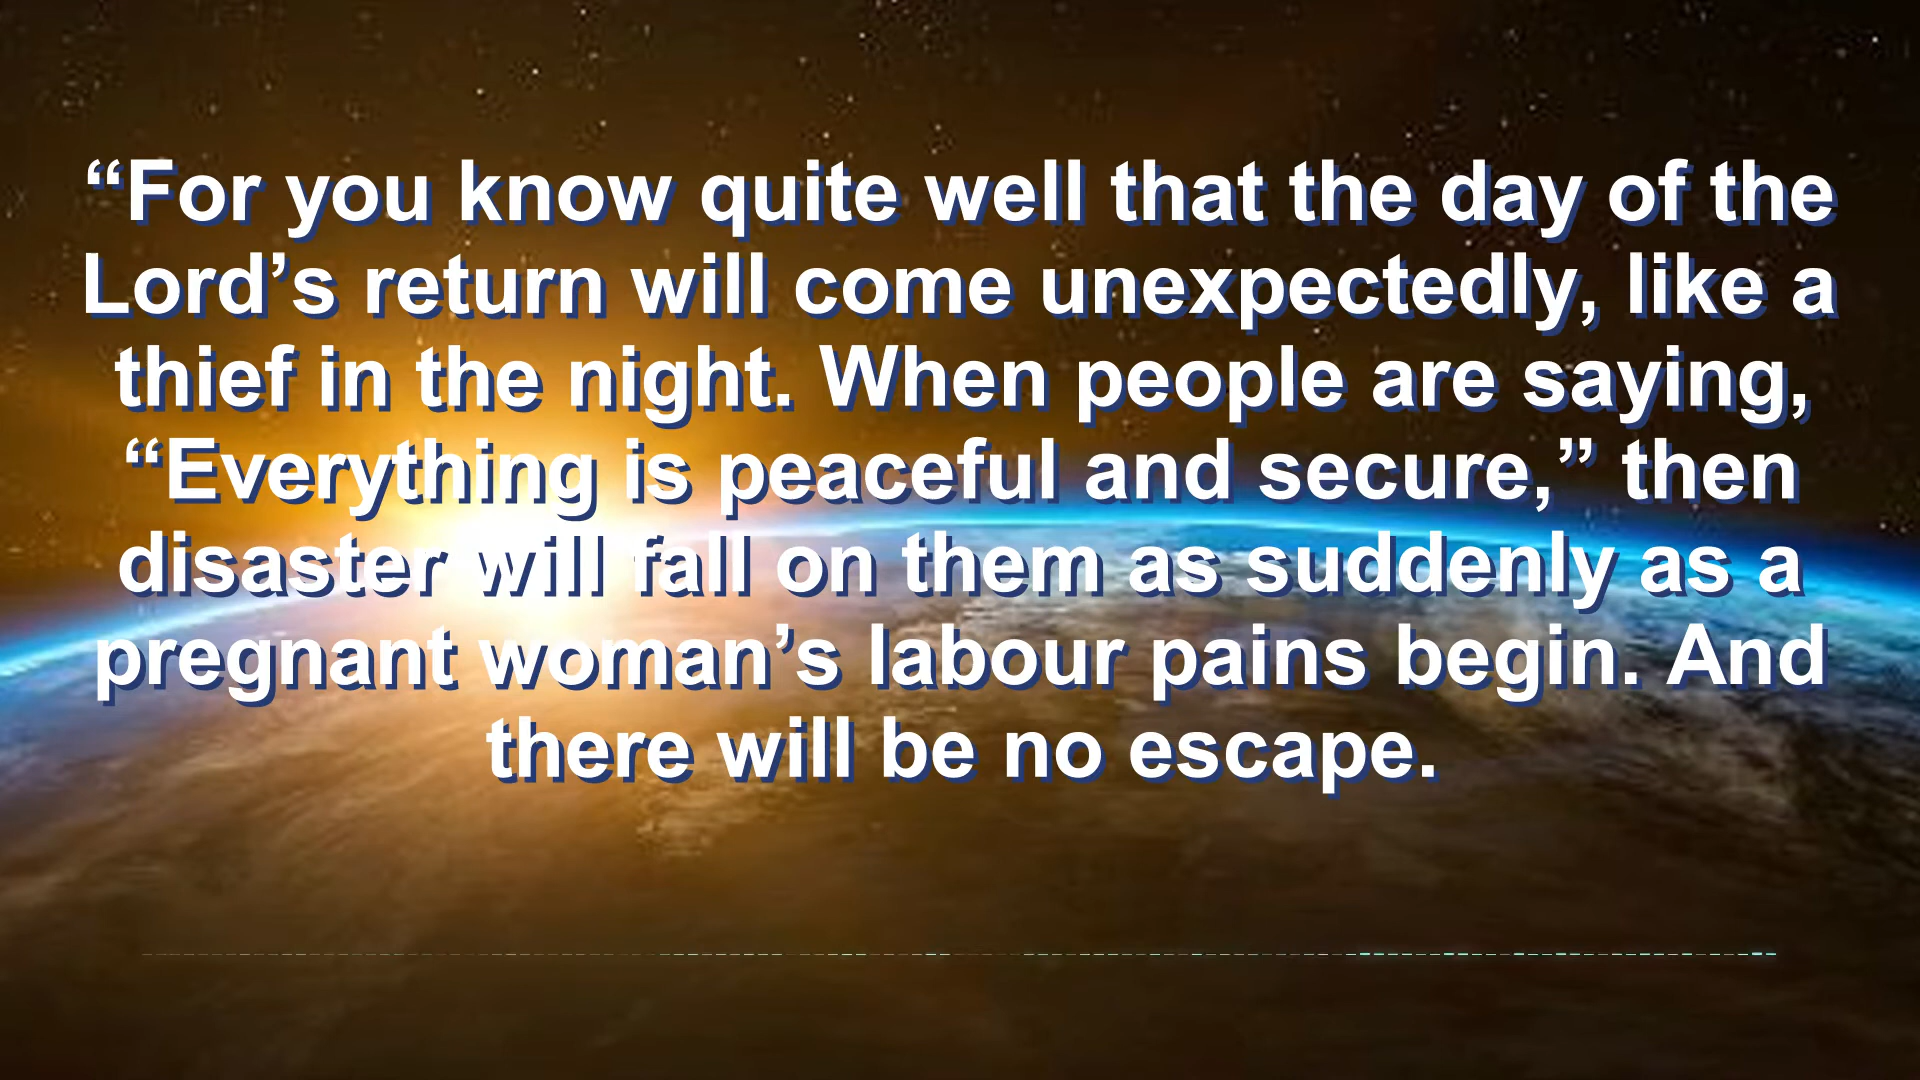 “For you know quite well that the day of the
Lord’s return will come unexpectedly, like a
thief in the night. When people are saying,
“Everything is peaceful and secure,” then
disaster will fall on them as suddenly as a
pregnant woman’s labour pains begin. And
there will be no escape.